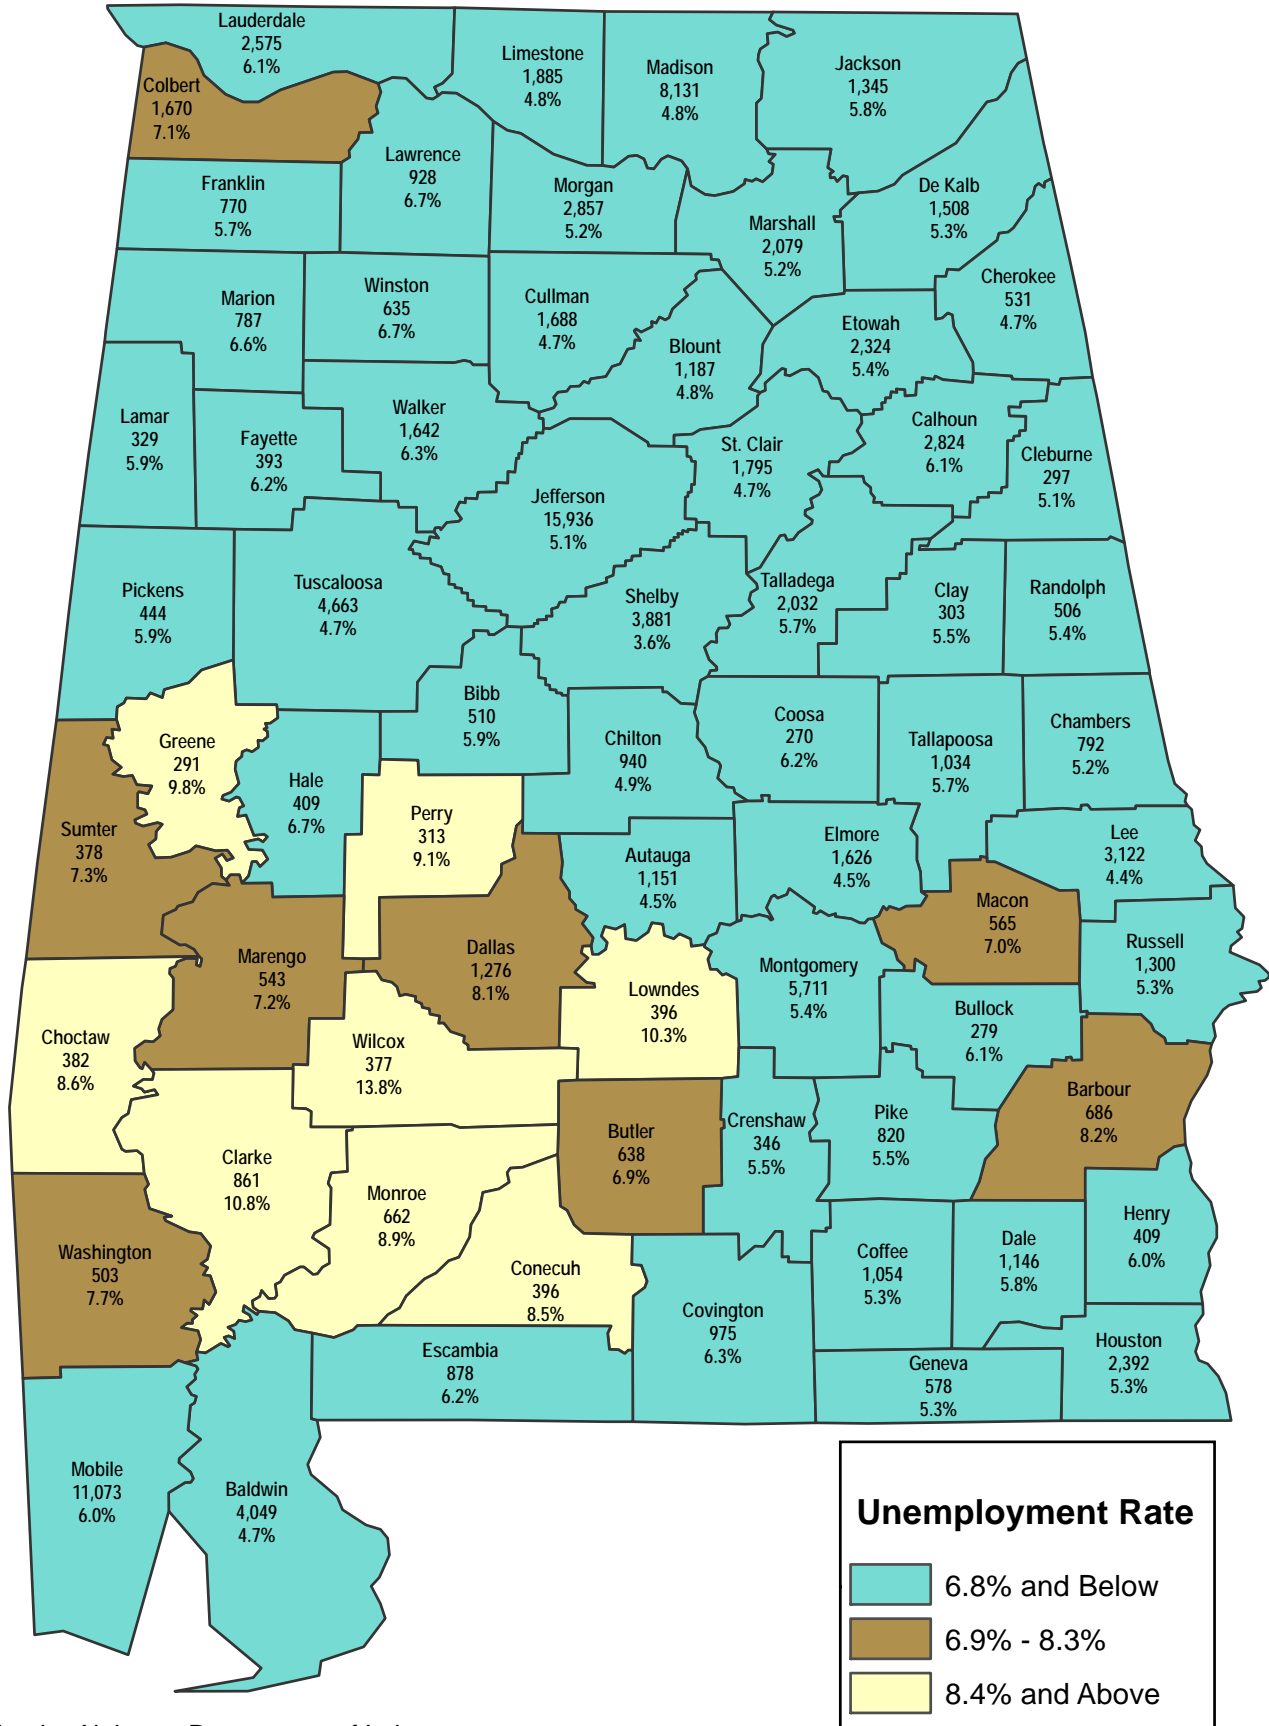 Lauderdale
2,575
6.1%
Limestone
1,885
4.8%
Madison
8,131
4.8%
Jackson
1,345
5.8%
Colbert
1,670
7.1%
Lawrence
928
6.7%
Franklin
770
5.7%
Morgan
2,857
5.2%
Marshall
2,079
5.2%
De Kalb
1,508
5.3%
Cherokee
531
4.7%
Marion
787
6.6%
Winston
635
6.7%
Cullman
1,688
4.7%
Blount
1,187
4.8%
Etowah
2,324
5.4%
Lamar
329
5.9%
Fayette
393
6.2%
Walker
1,642
6.3%
St. Clair
1,795
4.7%
Calhoun
2,824
6.1%
Cleburne
297
5.1%
Jefferson
15,936
5.1%
Pickens
444
5.9%
Tuscaloosa
4,663
4.7%
Shelby
3,881
3.6%
Talladega
2,032
5.7%
Clay
303
5.5%
Randolph
506
5.4%
Greene
291
9.8%
Hale
409
6.7%
Bibb
510
5.9%
Chilton
940
4.9%
Coosa
270
6.2%
Tallapoosa
1,034
5.7%
Chambers
792
5.2%
Sumter
378
7.3%
Perry
313
9.1%
Autauga
1,151
4.5%
Elmore
1,626
4.5%
Lee
3,122
4.4%
Marengo
543
7.2%
Dallas
1,276
8.1%
Lowndes
396
10.3%
Montgomery
5,711
5.4%
Macon
565
7.0%
Russell
1,300
5.3%
Bullock
279
6.1%
Choctaw
382
8.6%
Wilcox
377
13.8%
Barbour
686
8.2%
Butler
638
6.9%
Crenshaw
346
5.5%
Pike
820
5.5%
Clarke
861
10.8%
Monroe
662
8.9%
Conecuh
396
8.5%
Henry
409
6.0%
Washington
503
7.7%
Coffee
1,054
5.3%
Dale
1,146
5.8%
Covington
975
6.3%
Escambia
878
6.2%
Geneva
578
5.3%
Houston
2,392
5.3%
Mobile
11,073
6.0%
Baldwin
4,049
4.7%
Unemployment Rate
6.8% and Below
6.9% - 8.3%
8.4% and Above